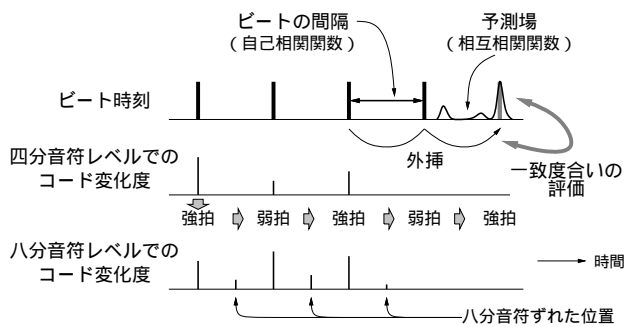 ビートの間隔
（自己相関関数）
予測場
（相互相関関数）
ビート時刻
外挿
一致度合いの
評価
四分音符レベルでの
コード変化度
強拍 弱拍 強拍 弱拍 強拍
八分音符レベルでの
コード変化度
時間
八分音符ずれた位置